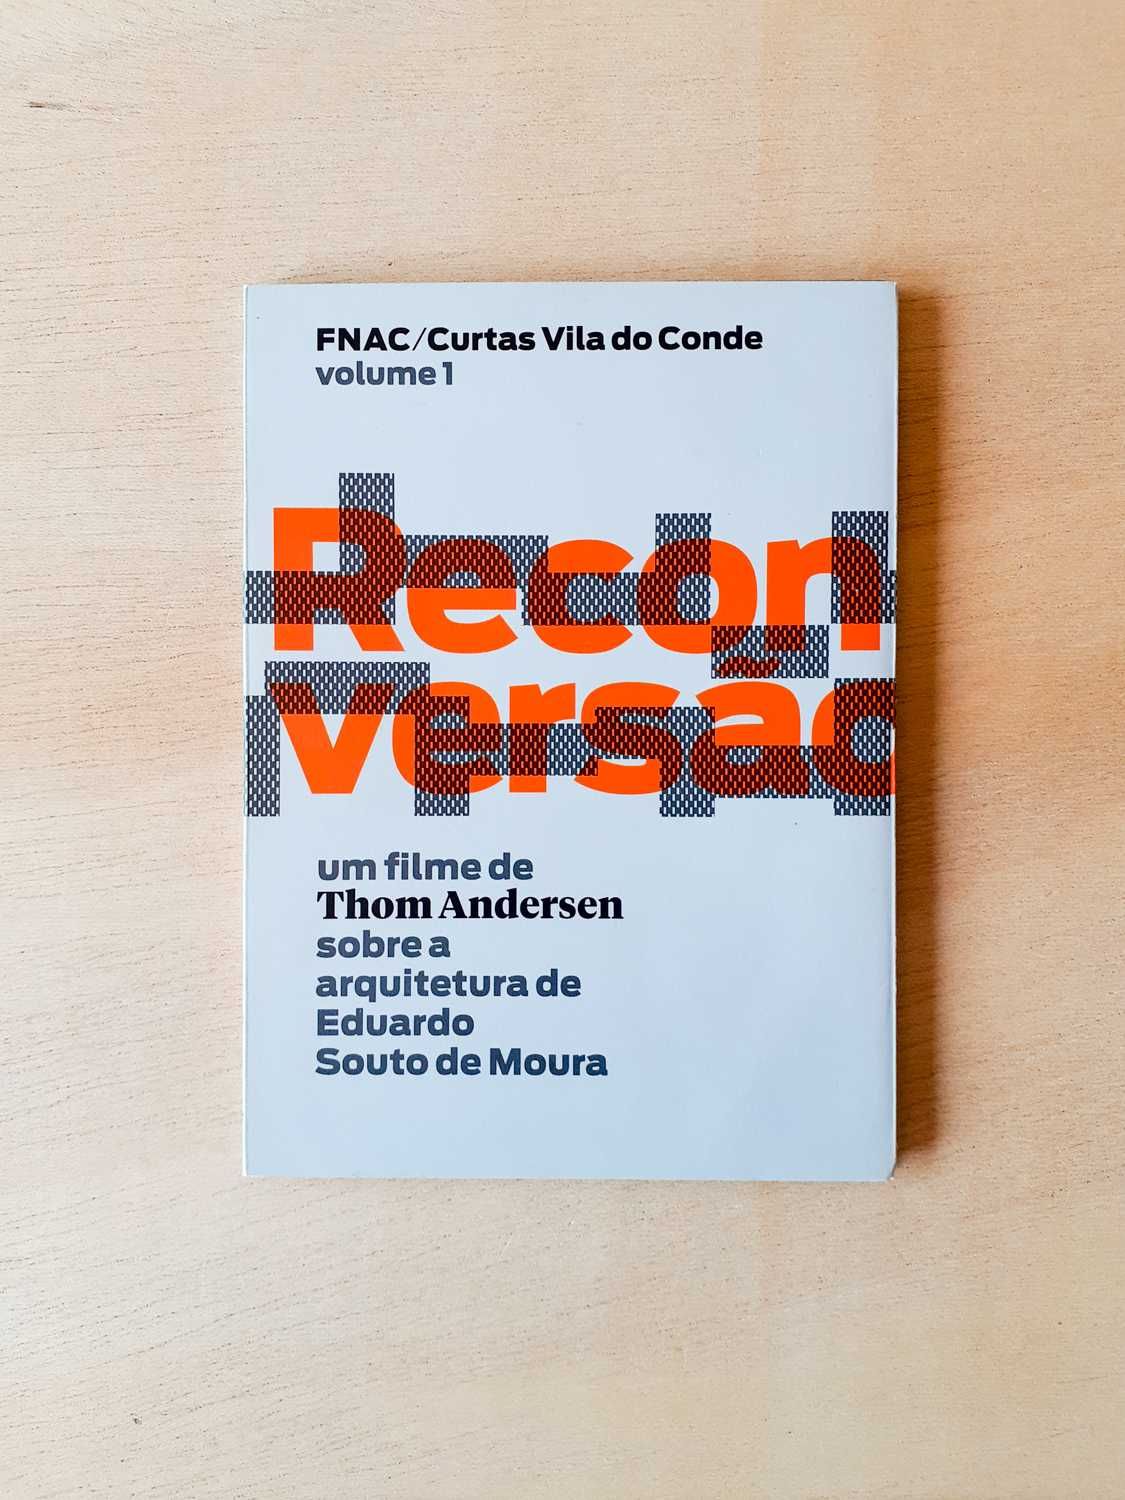 FNAC/Curtas Vila do Conde
volume 1
Recon
versão
um filme de
Thom Andersen
sobre a
arquitetura de
Eduardo
Souto de Moura